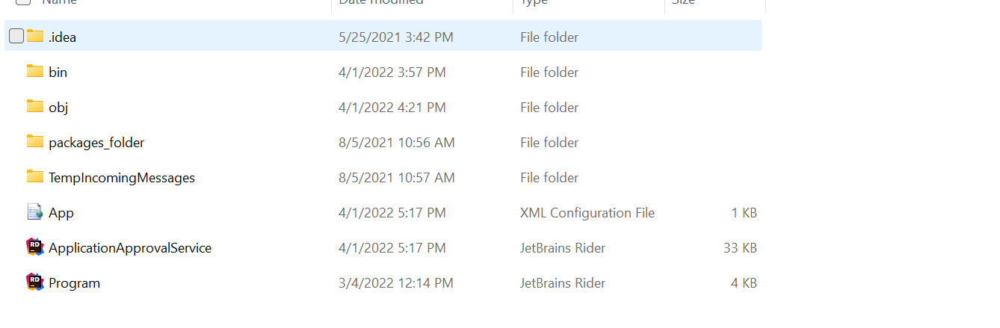 Name Date modified Type Size
.idea 5/25/2021 3:42 PM File folder
bin 4/1/2022 3:57 PM File folder
obj 4/1/2022 4:21 PM File folder
packages_folder 8/5/2021 10:56 AM File folder
TempIncomingMessages 8/5/2021 10:57 AM File folder
App 4/1/2022 5:17 PM XML Configuration File 1 KB
RD ApplicationApprovalService 4/1/2022 5:17 PM JetBrains Rider 33 KB
RD Program 3/4/2022 12:14 PM JetBrains Rider 4 KB